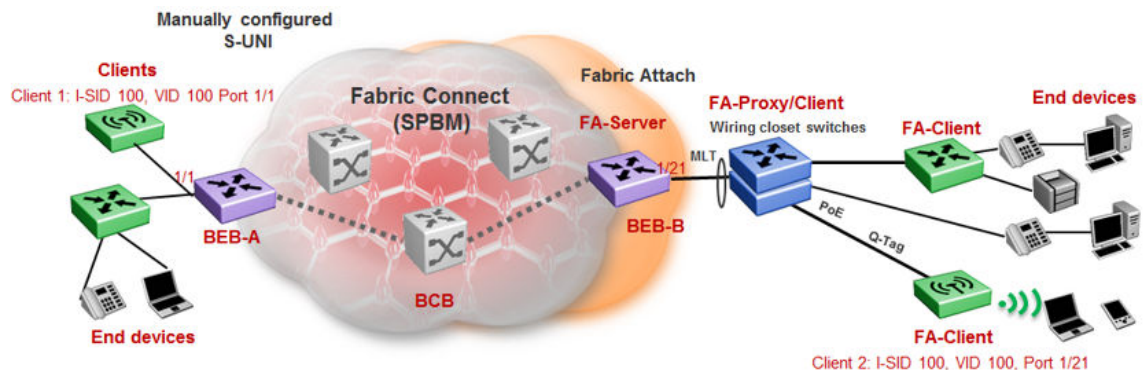 Manually configured
S-UNI
Clients
Client 1: I-SID 100, VID 100 Port 1/1
1/1
BEB-A
End devices
Fabric Connect
(SPBM)
BCB
Fabric Attach
FA-Server
1/21
BEB-B
MLT
FA-Proxy/Client
Wiring closet switches
PoE
Q-Tag
FA-Client
End devices
FA-Client
Client 2: I-SID 100, VID 100, Port 1/21